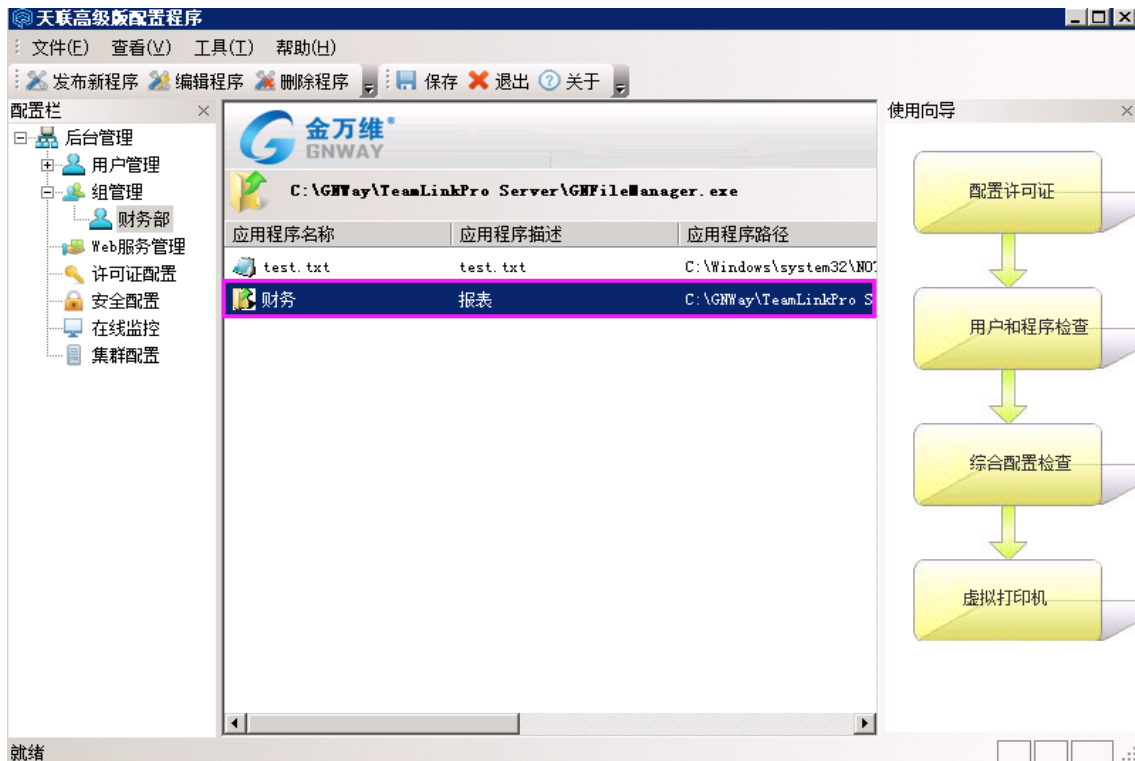 天联高级版配置程序
文件(F) 查看(V) 工具(T) 帮助(H)
发布新程序 编辑程序 删除程序 保存 退出 关于
配置栏
后台管理
用户管理
组管理
财务部
Web服务管理
许可证配置
安全配置
在线监控
集群配置
金万维®
GNWAY
C:\GNWay\TeamLinkPro Server\GNFileManager.exe
应用程序名称 应用程序描述 应用程序路径
test.txt test.txt C:\Windows\system32\NOT
财务 报表 C:\GNWay\TeamLinkPro S
使用向导
配置许可证
用户和程序检查
综合配置检查
虚拟打印机
就绪